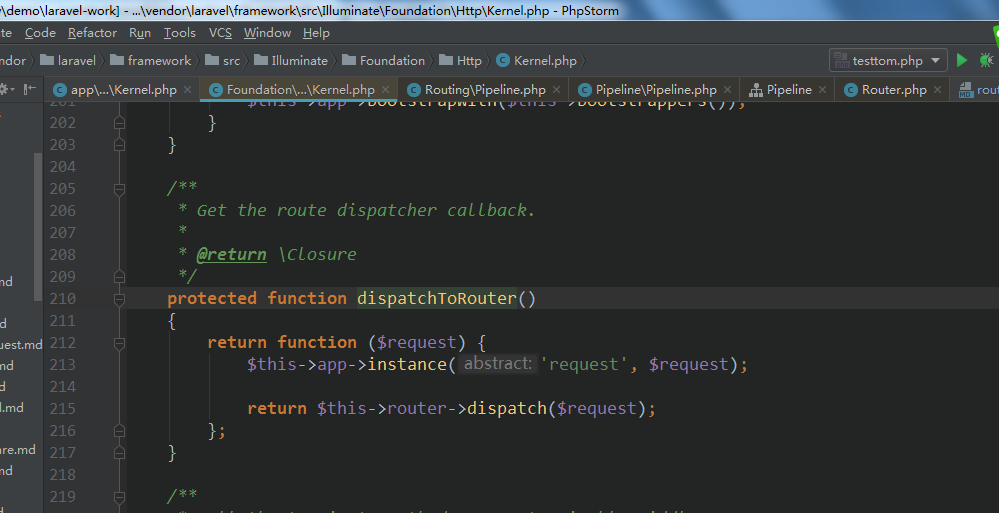 \demo\laravel-work] - ...\vendor\laravel\framework\src\Illuminate\Foundation\Http\Kernel.php - PhpStorm
te Code Refactor Run Tools VCS Window Help
ndor laravel framework src Illuminate Foundation Http Kernel.php testtom.php
app\...\Kernel.php Foundation\...\Kernel.php Routing\Pipeline.php Pipeline\Pipeline.php Pipeline Router.php rout
201 $this->app->bootstrapWith($this->bootstrappers());
202 }
203 }
204
205 /**
206 * Get the route dispatcher callback.
207 *
208 * @return \Closure
209 */
210 protected function dispatchToRouter()
211 {
212 return function ($request) {
213 $this->app->instance( abstract: 'request', $request);
214
215 return $this->router->dispatch($request);
216 };
217 }
218
219 /**
md
d
uest.md
md
d
l.md
are.md
md
d